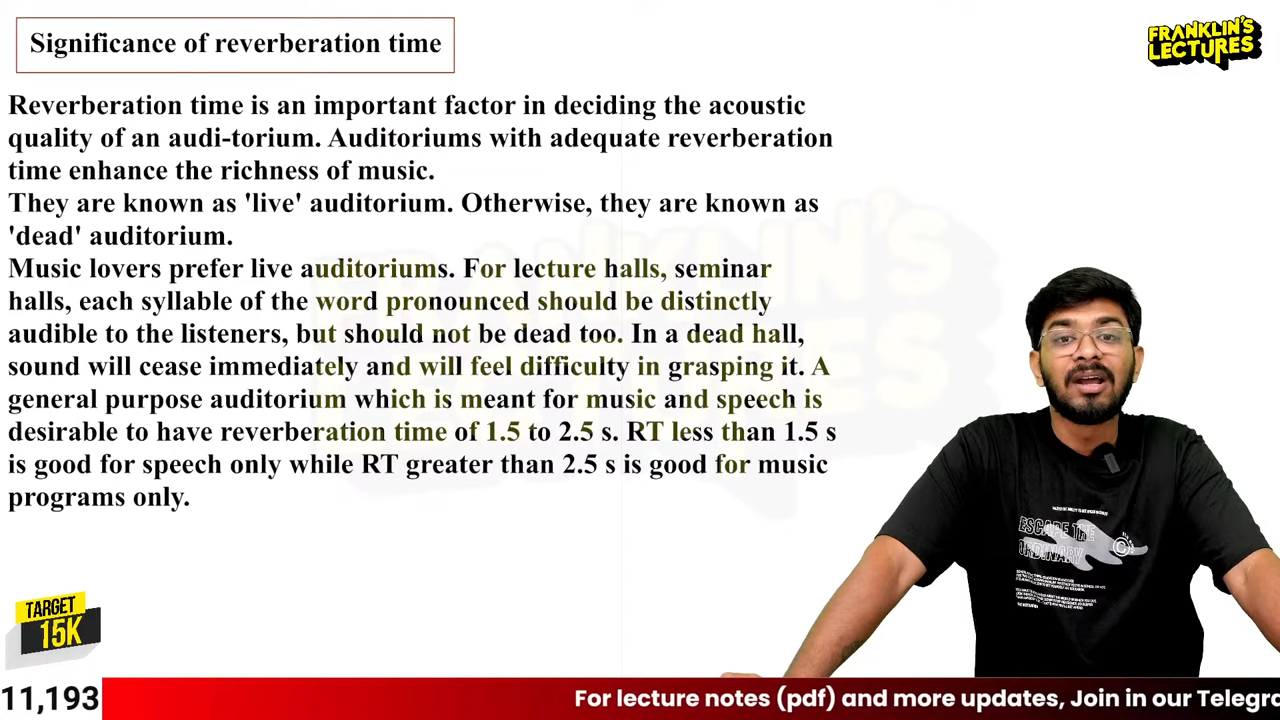 Significance of reverberation time
FRANKLIN'S
LECTURES
Reverberation time is an important factor in deciding the acoustic
quality of an audi-torium. Auditoriums with adequate reverberation
time enhance the richness of music.
They are known as 'live' auditorium. Otherwise, they are known as
'dead' auditorium.
Music lovers prefer live auditoriums. For lecture halls, seminar
halls, each syllable of the word pronounced should be distinctly
audible to the listeners, but should not be dead too. In a dead hall,
sound will cease immediately and will feel difficulty in grasping it. A
general purpose auditorium which is meant for music and speech is
desirable to have reverberation time of 1.5 to 2.5 s. RT less than 1.5 s
is good for speech only while RT greater than 2.5 s is good for music
programs only.
FRANKLIN'S
LECTURES
ESCAPE THE
ORDINARY
TARGET
15K
11,193
For lecture notes (pdf) and more updates, Join in our Telegra